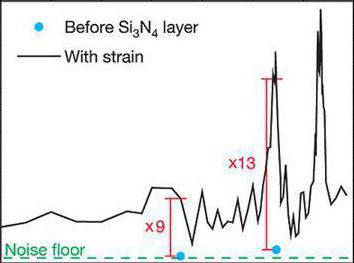 Before Si₃N₄ layer
With strain
x13
x9
Noise floor